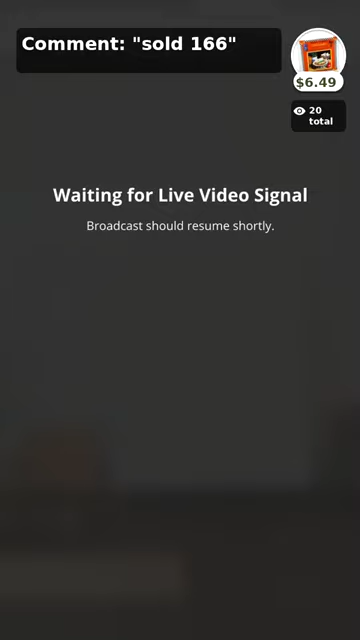 Comment: "sold 166"
$6.49
20
total
Waiting for Live Video Signal
Broadcast should resume shortly.